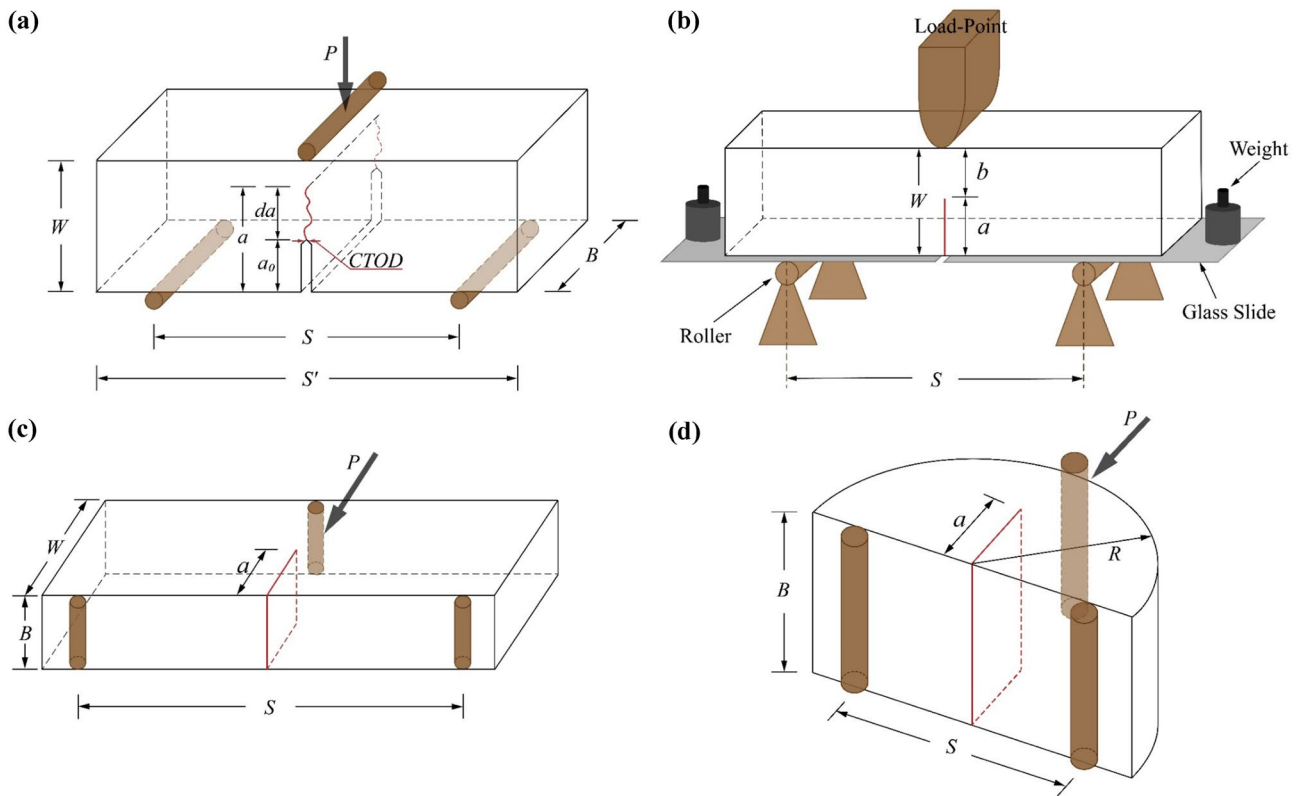 (a)
P
W
da
a
a₀
CTOD
B
S
S'
(b)
Load-Point
Weight
b
W
a
Roller
Glass Slide
S
(c)
P
W
a
B
S
(d)
P
a
R
B
S